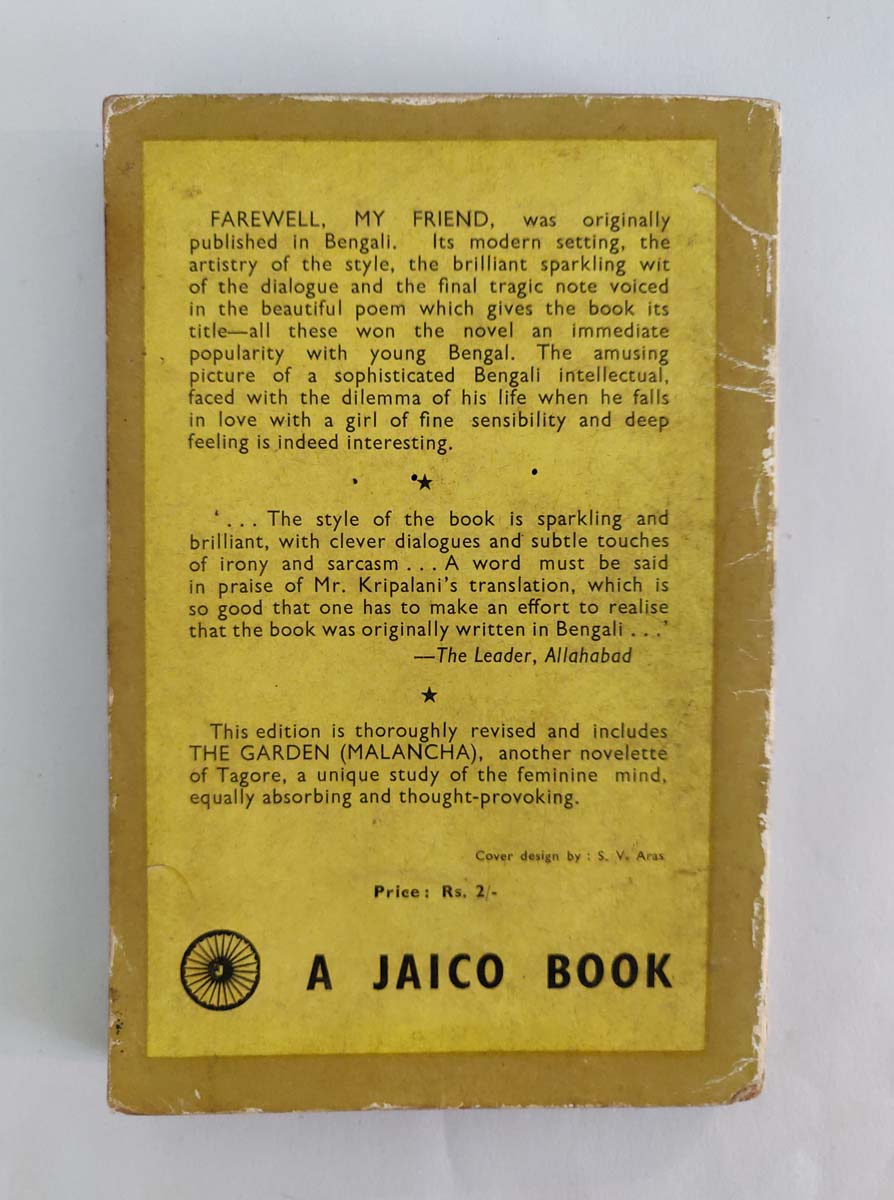 FAREWELL, MY FRIEND, was originally
published in Bengali. Its modern setting, the
artistry of the style, the brilliant sparkling wit
of the dialogue and the final tragic note voiced
in the beautiful poem which gives the book its
title—all these won the novel an immediate
popularity with young Bengal. The amusing
picture of a sophisticated Bengali intellectual,
faced with the dilemma of his life when he falls
in love with a girl of fine sensibility and deep
feeling is indeed interesting.
‘ . . . The style of the book is sparkling and
brilliant, with clever dialogues and subtle touches
of irony and sarcasm . . . A word must be said
in praise of Mr. Kripalani's translation, which is
so good that one has to make an effort to realise
that the book was originally written in Bengali . . .’
—The Leader, Allahabad
This edition is thoroughly revised and includes
THE GARDEN (MALANCHA), another novelette
of Tagore, a unique study of the feminine mind,
equally absorbing and thought-provoking.
Cover design by : S. V. Aras
Price : Rs. 2/-
J
A JAICO BOOK